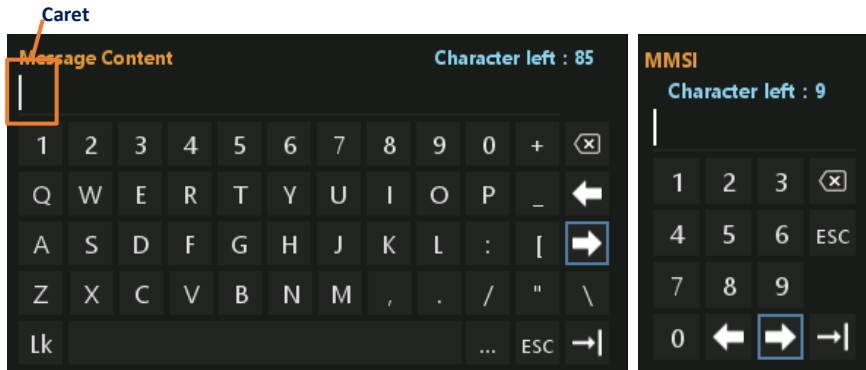 Caret
Message Content Character left : 85
1 2 3 4 5 6 7 8 9 0 +
Q W E R T Y U I O P _
A S D F G H J K L : [
Z X C V B N M , . / " \
Lk ... ESC
MMSI
Character left : 9
1 2 3
4 5 6 ESC
7 8 9
0